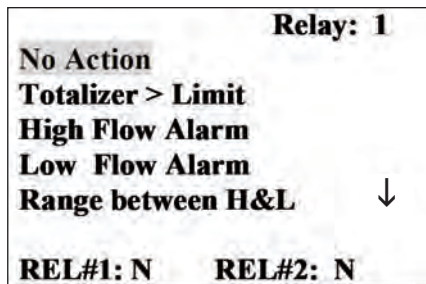 Relay: 1
No Action
Totalizer > Limit
High Flow Alarm
Low Flow Alarm
Range between H&L ↓
REL#1: N REL#2: N